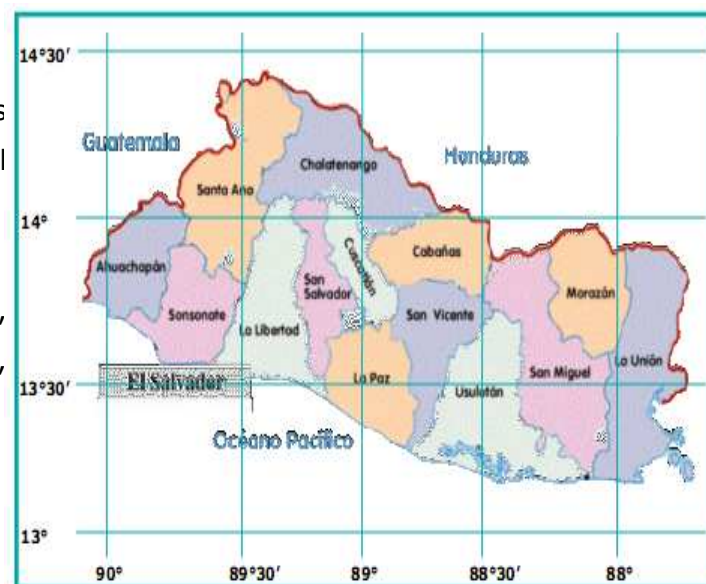 14°30'
s
Guatemala
l
Chalatenango
Honduras
Santa Ana
14°
Cabañas
Ahuachapán
Cuscatlán
San
Salvador
Morazán
Sonsonate
San Vicente
,
La Libertad
La Unión
,
El Salvador
La Paz
San Miguel
13°30'
Usulután
Océano Pacífico
13°
90° 89°30' 89° 88°30' 88°